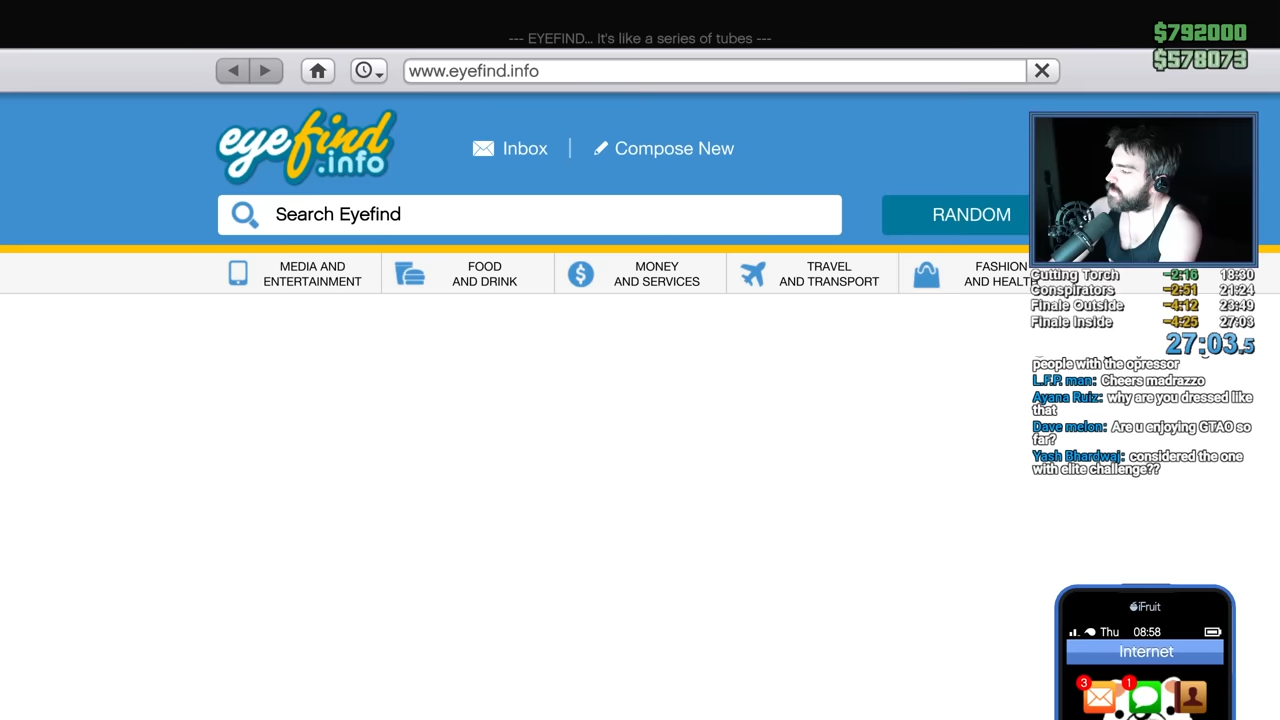 --- EYEFIND... It's like a series of tubes ---
$792000
$578073
www.eyefind.info
eyefind.info
Inbox
Compose New
Search Eyefind
RANDOM
MEDIA AND
ENTERTAINMENT
FOOD
AND DRINK
MONEY
AND SERVICES
TRAVEL
AND TRANSPORT
FASHION
AND HEALTH
Cutting Torch -2:16 18:30
Conspirators -2:51 21:24
Finale Outside -4:12 23:49
Finale Inside -4:25 27:03
27:03.5
people with the opressor
L.F.P. man: Cheers madrazzo
Ayana Ruiz: why are you dressed like
that
Dave melon: Are u enjoying GTAO so
far?
Yash Bhardwaj: considered the one
with elite challenge??
iFruit
Thu 08:58
Internet
3
1